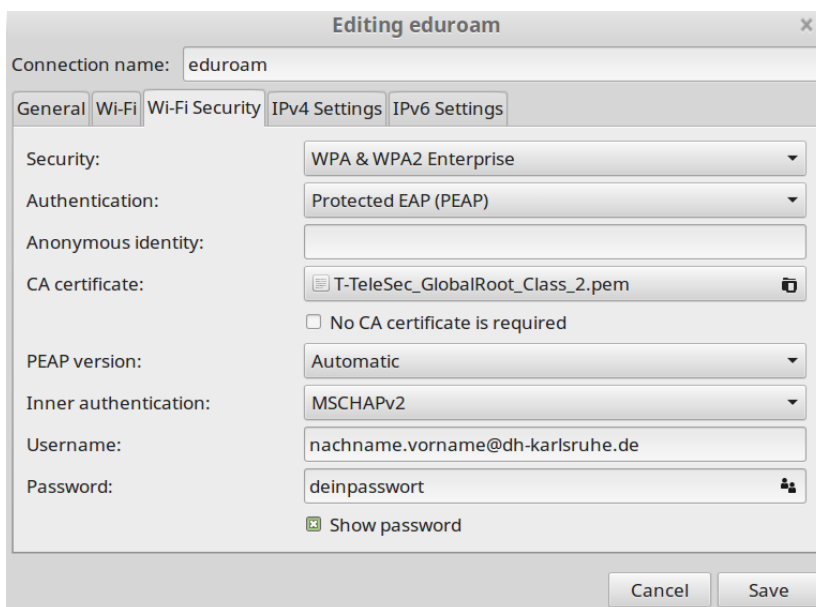 Editing eduroam
Connection name: eduroam
General Wi-Fi Wi-Fi Security IPv4 Settings IPv6 Settings
Security: WPA & WPA2 Enterprise
Authentication: Protected EAP (PEAP)
Anonymous identity:
CA certificate: T-TeleSec_GlobalRoot_Class_2.pem
No CA certificate is required
PEAP version: Automatic
Inner authentication: MSCHAPv2
Username: nachname.vorname@dh-karlsruhe.de
Password: deinpasswort
Show password
Cancel Save